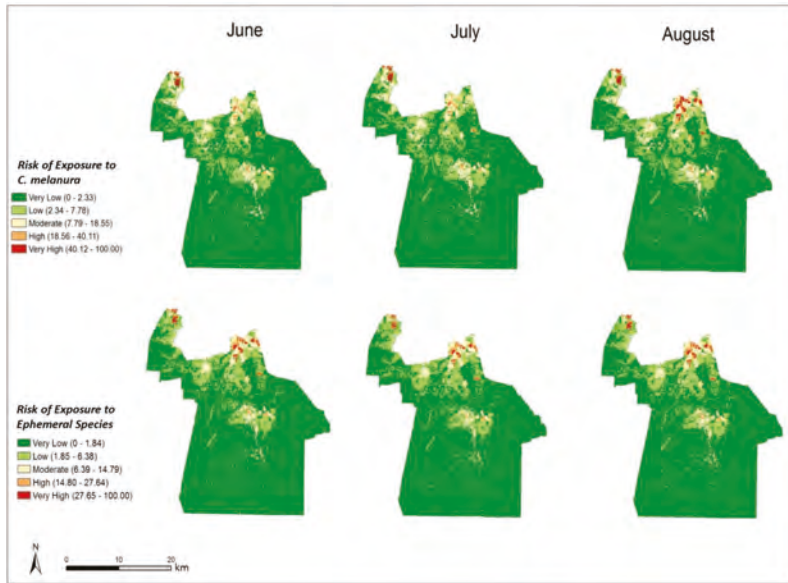 June
July
August
Risk of Exposure to
C. melanura
Very Low (0 - 2.33)
Low (2.34 - 7.78)
Moderate (7.79 - 18.55)
High (18.56 - 40.11)
Very High (40.12 - 100.00)
Risk of Exposure to
Ephemeral Species
Very Low (0 - 1.84)
Low (1.85 - 6.38)
Moderate (6.39 - 14.79)
High (14.80 - 27.64)
Very High (27.65 - 100.00)
N
0 10 20
km